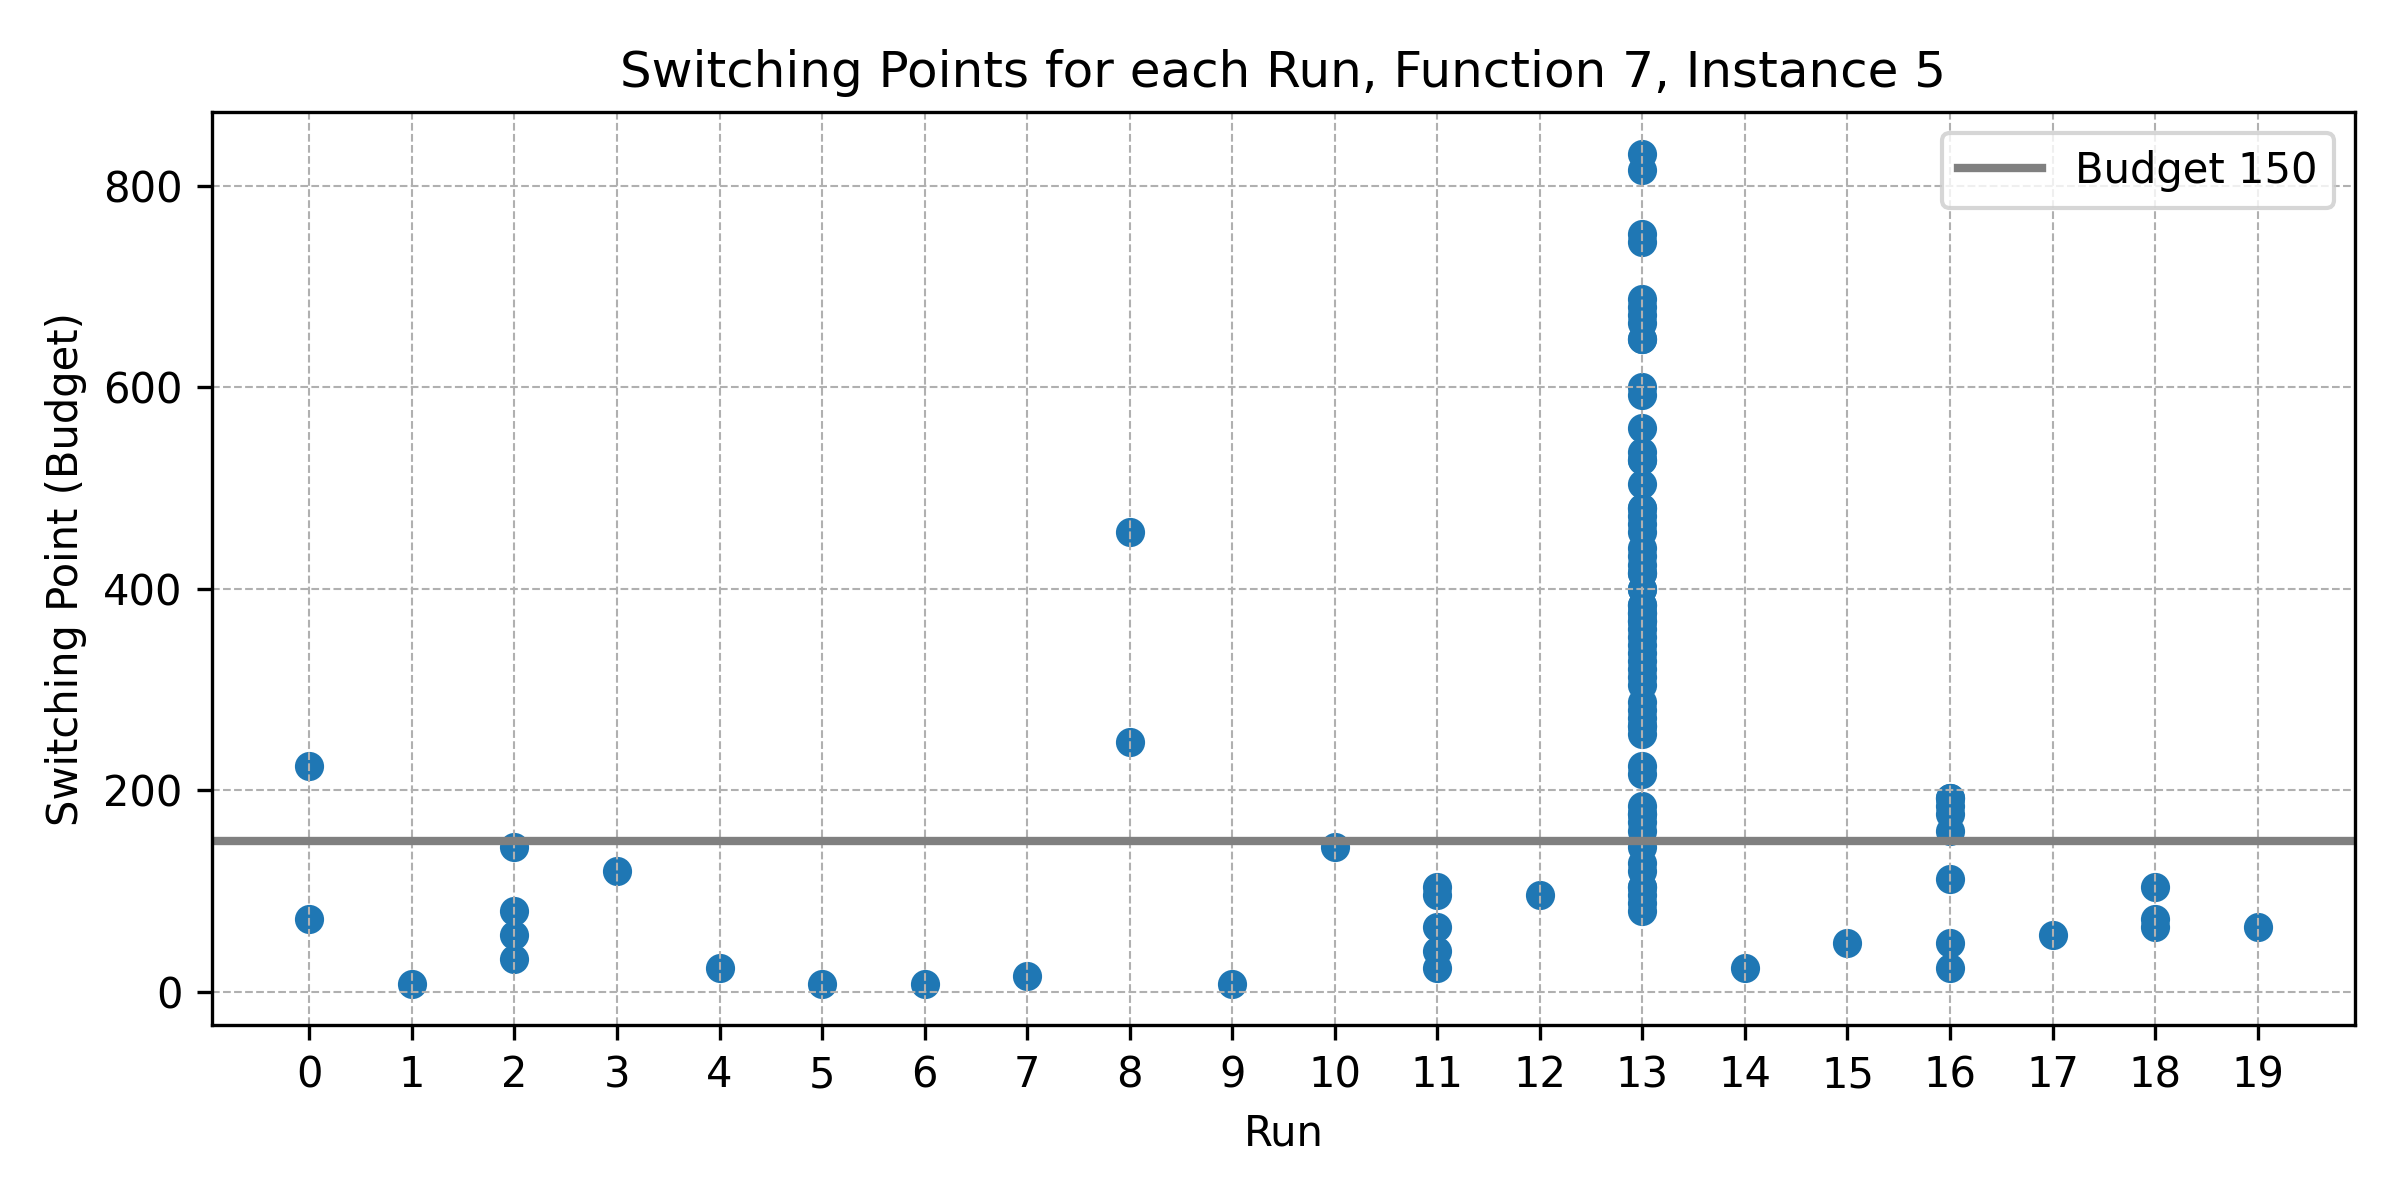 Switching Points for each Run, Function 7, Instance 5
Budget 150
Switching Point (Budget)
800
600
400
200
0
0 1 2 3 4 5 6 7 8 9 10 11 12 13 14 15 16 17 18 19
Run